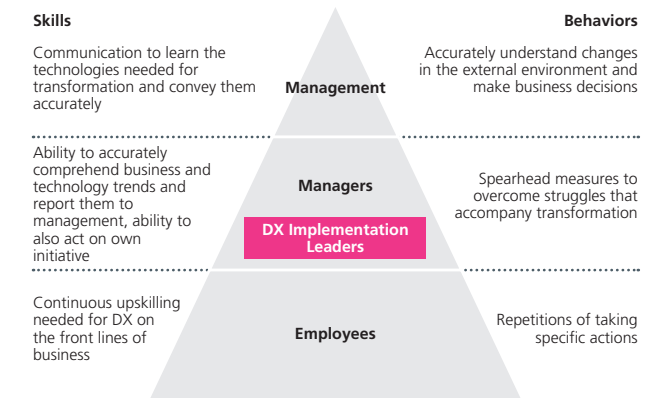 Skills
Behaviors
Communication to learn the
technologies needed for
transformation and convey them
accurately
Management
Accurately understand changes
in the external environment and
make business decisions
Ability to accurately
comprehend business and
technology trends and
report them to
management, ability to
also act on own
initiative
Managers
DX Implementation
Leaders
Spearhead measures to
overcome struggles that
accompany transformation
Continuous upskilling
needed for DX on
the front lines of
business
Employees
Repetitions of taking
specific actions